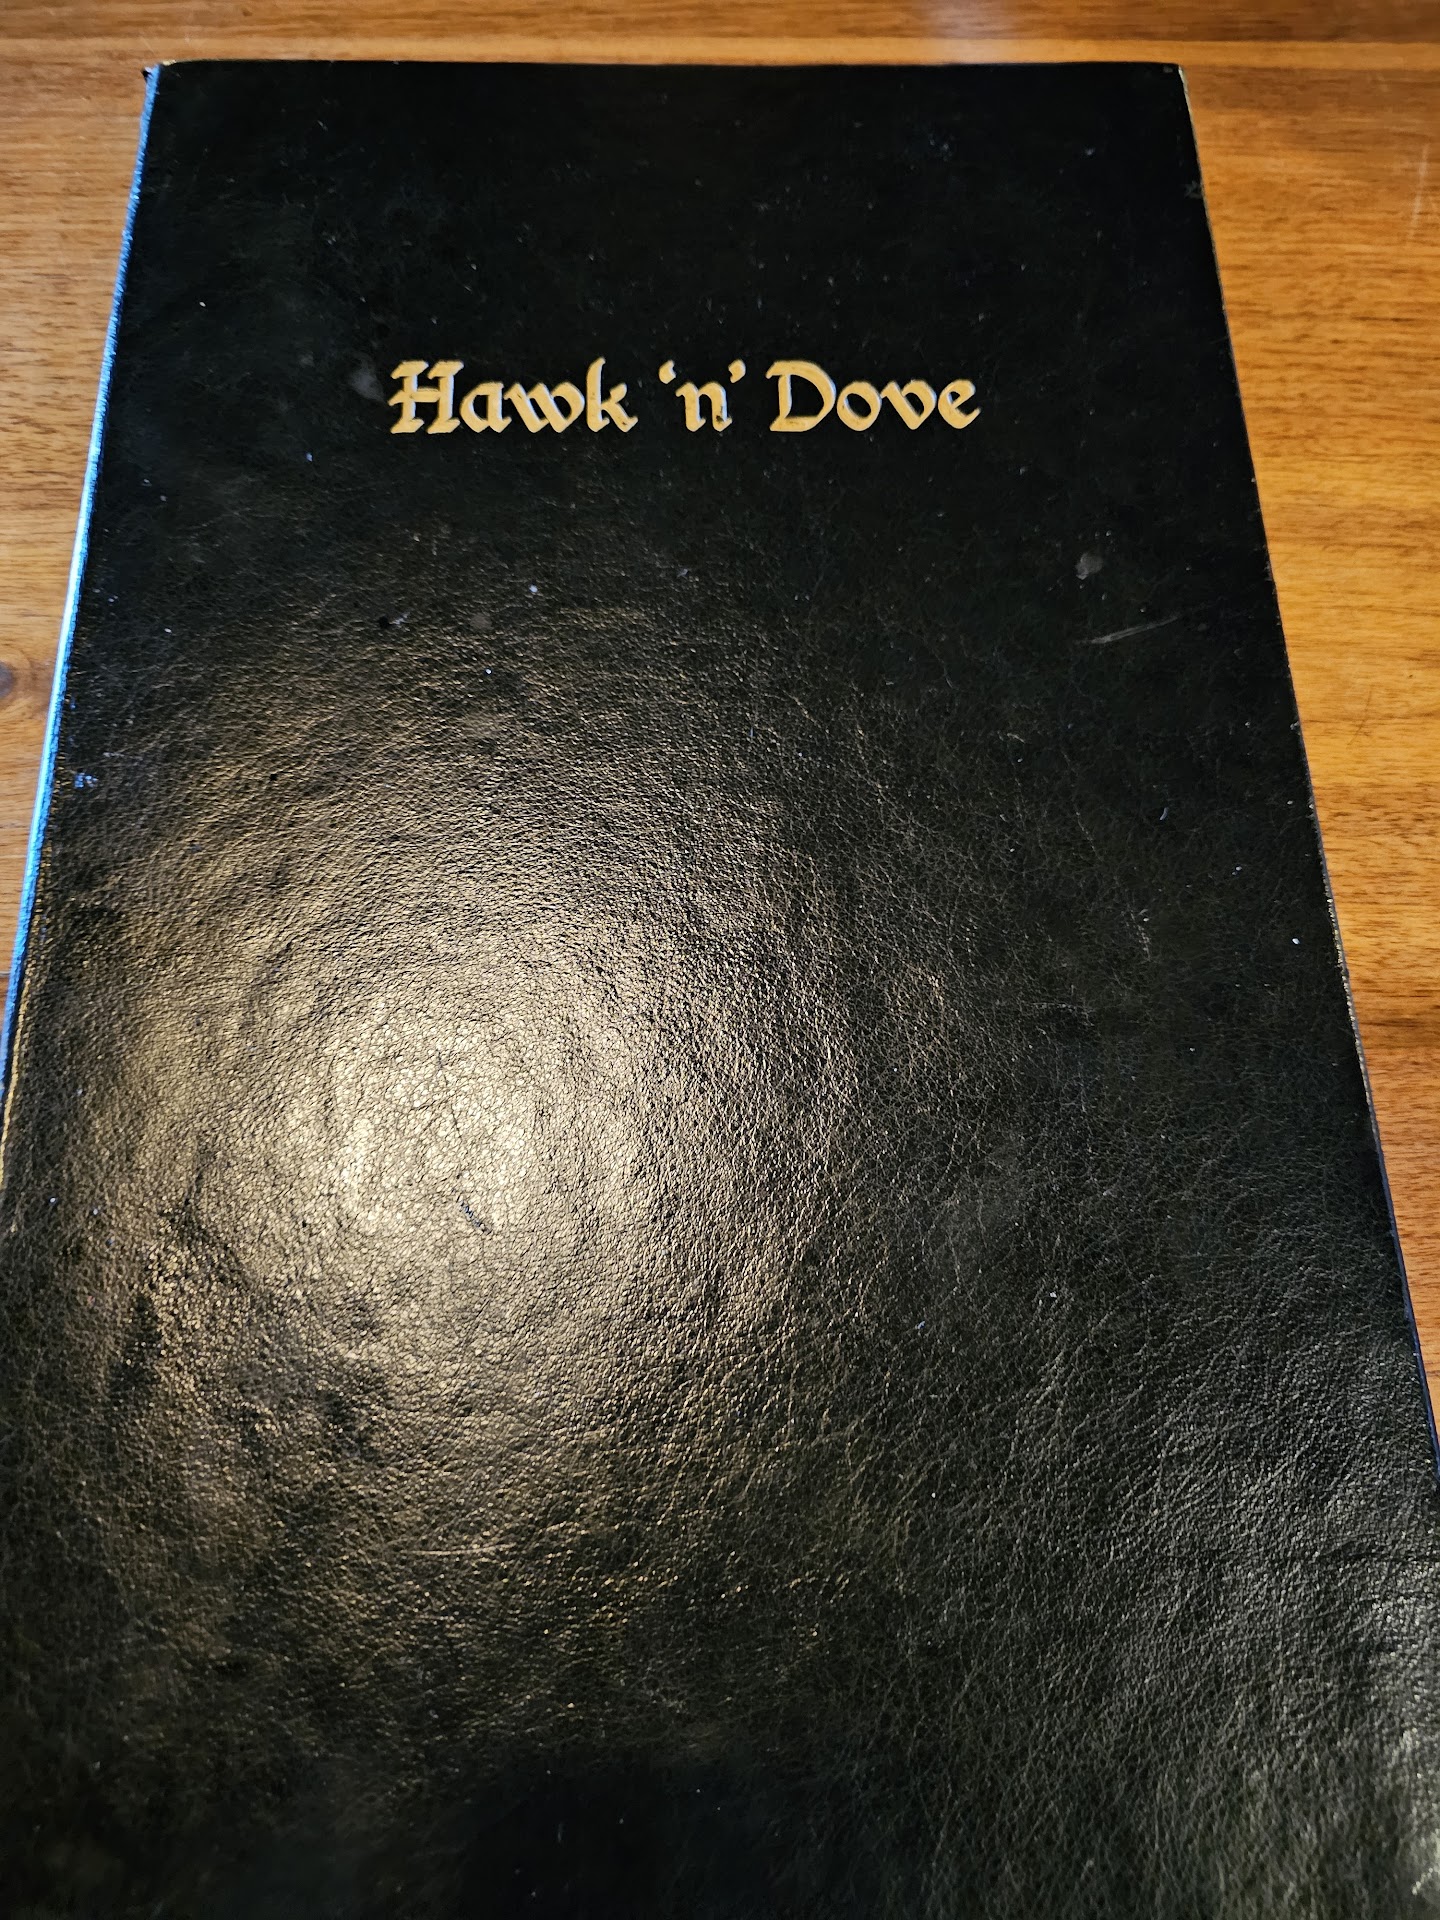 Hawk ‘n’ Dove